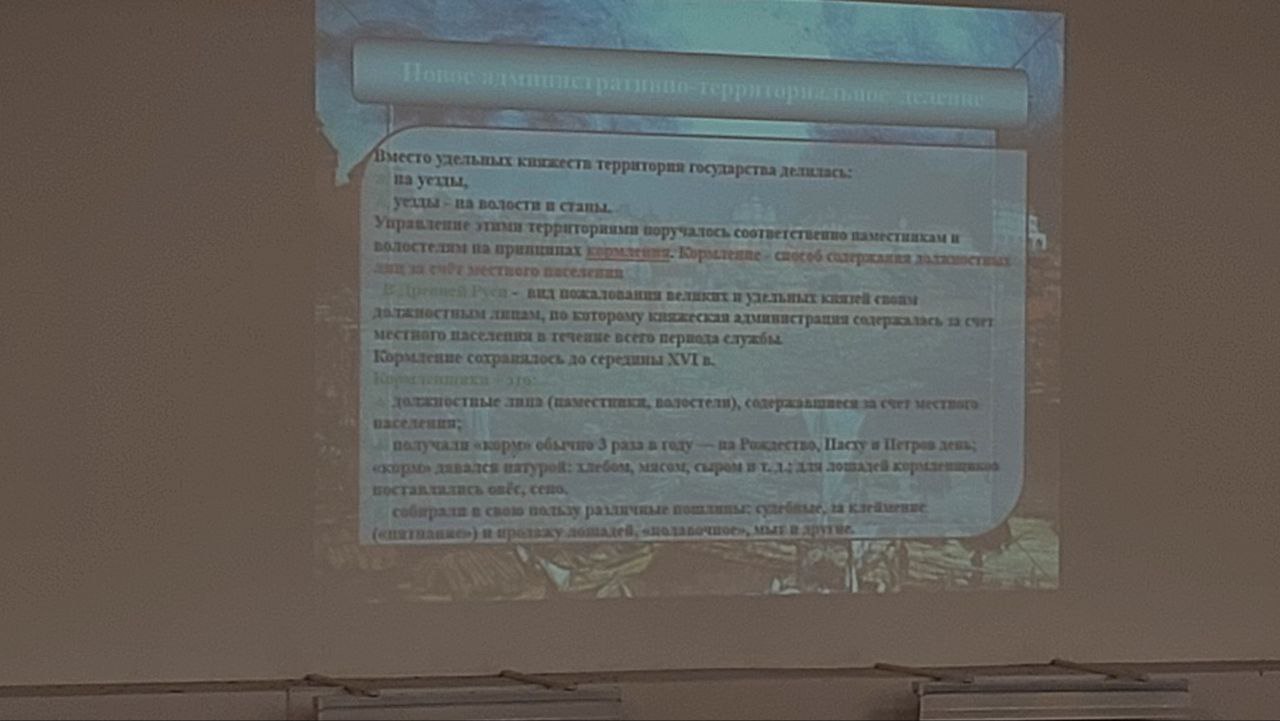 Новое административно-территориальное деление
Вместо удельных княжеств территория государства делилась:
на уезды,
уезды - на волости и станы.
Управление этими территориями поручалось соответственно наместникам и
волостелям на принципах кормления. Кормление - способ содержания должностных
лиц за счёт местного населения
В Древней Руси - вид пожалования великих и удельных князей своим
должностным лицам, по которому княжеская администрация содержалась за счет
местного населения в течение всего периода службы.
Кормление сохранялось до середины XVI в.
Кормленщики - это:
должностные лица (наместники, волостели), содержавшиеся за счет местного
населения;
получали «корм» обычно 3 раза в году — на Рождество, Пасху и Петров день;
«корм» давался натурой: хлебом, мясом, сыром и т. д.; для лошадей кормленщиков
поставлялись овёс, сено.
собирали в свою пользу различные пошлины: судебные, за клеймение
(«пятнание») и продажу лошадей, «полавочное», мыт и другие.